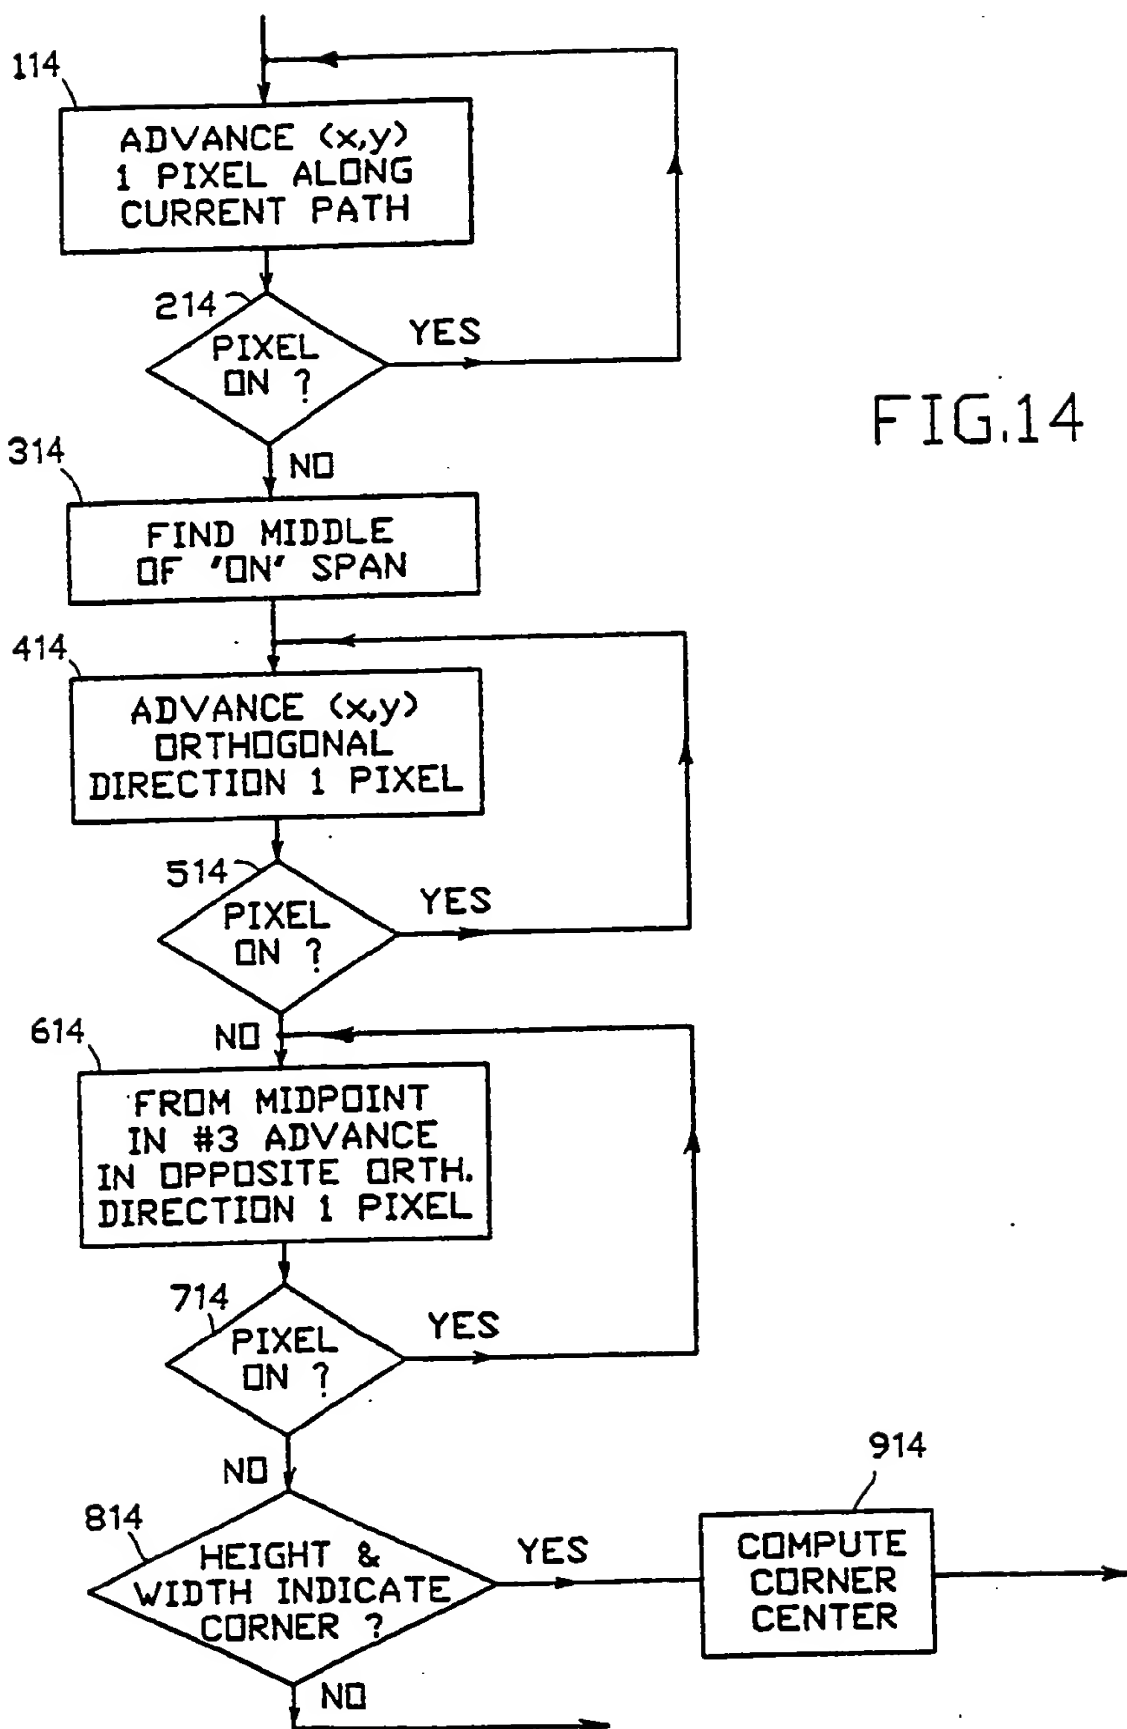 114
ADVANCE (x,y)
1 PIXEL ALONG
CURRENT PATH
214
PIXEL
ON ?
YES
FIG.14
NO
314
FIND MIDDLE
OF 'ON' SPAN
414
ADVANCE (x,y)
ORTHOGONAL
DIRECTION 1 PIXEL
514
PIXEL
ON ?
YES
NO
614
FROM MIDPOINT
IN #3 ADVANCE
IN OPPOSITE ORTH.
DIRECTION 1 PIXEL
714
PIXEL
ON ?
YES
NO
814
HEIGHT &
WIDTH INDICATE
CORNER ?
YES
914
COMPUTE
CORNER
CENTER
NO